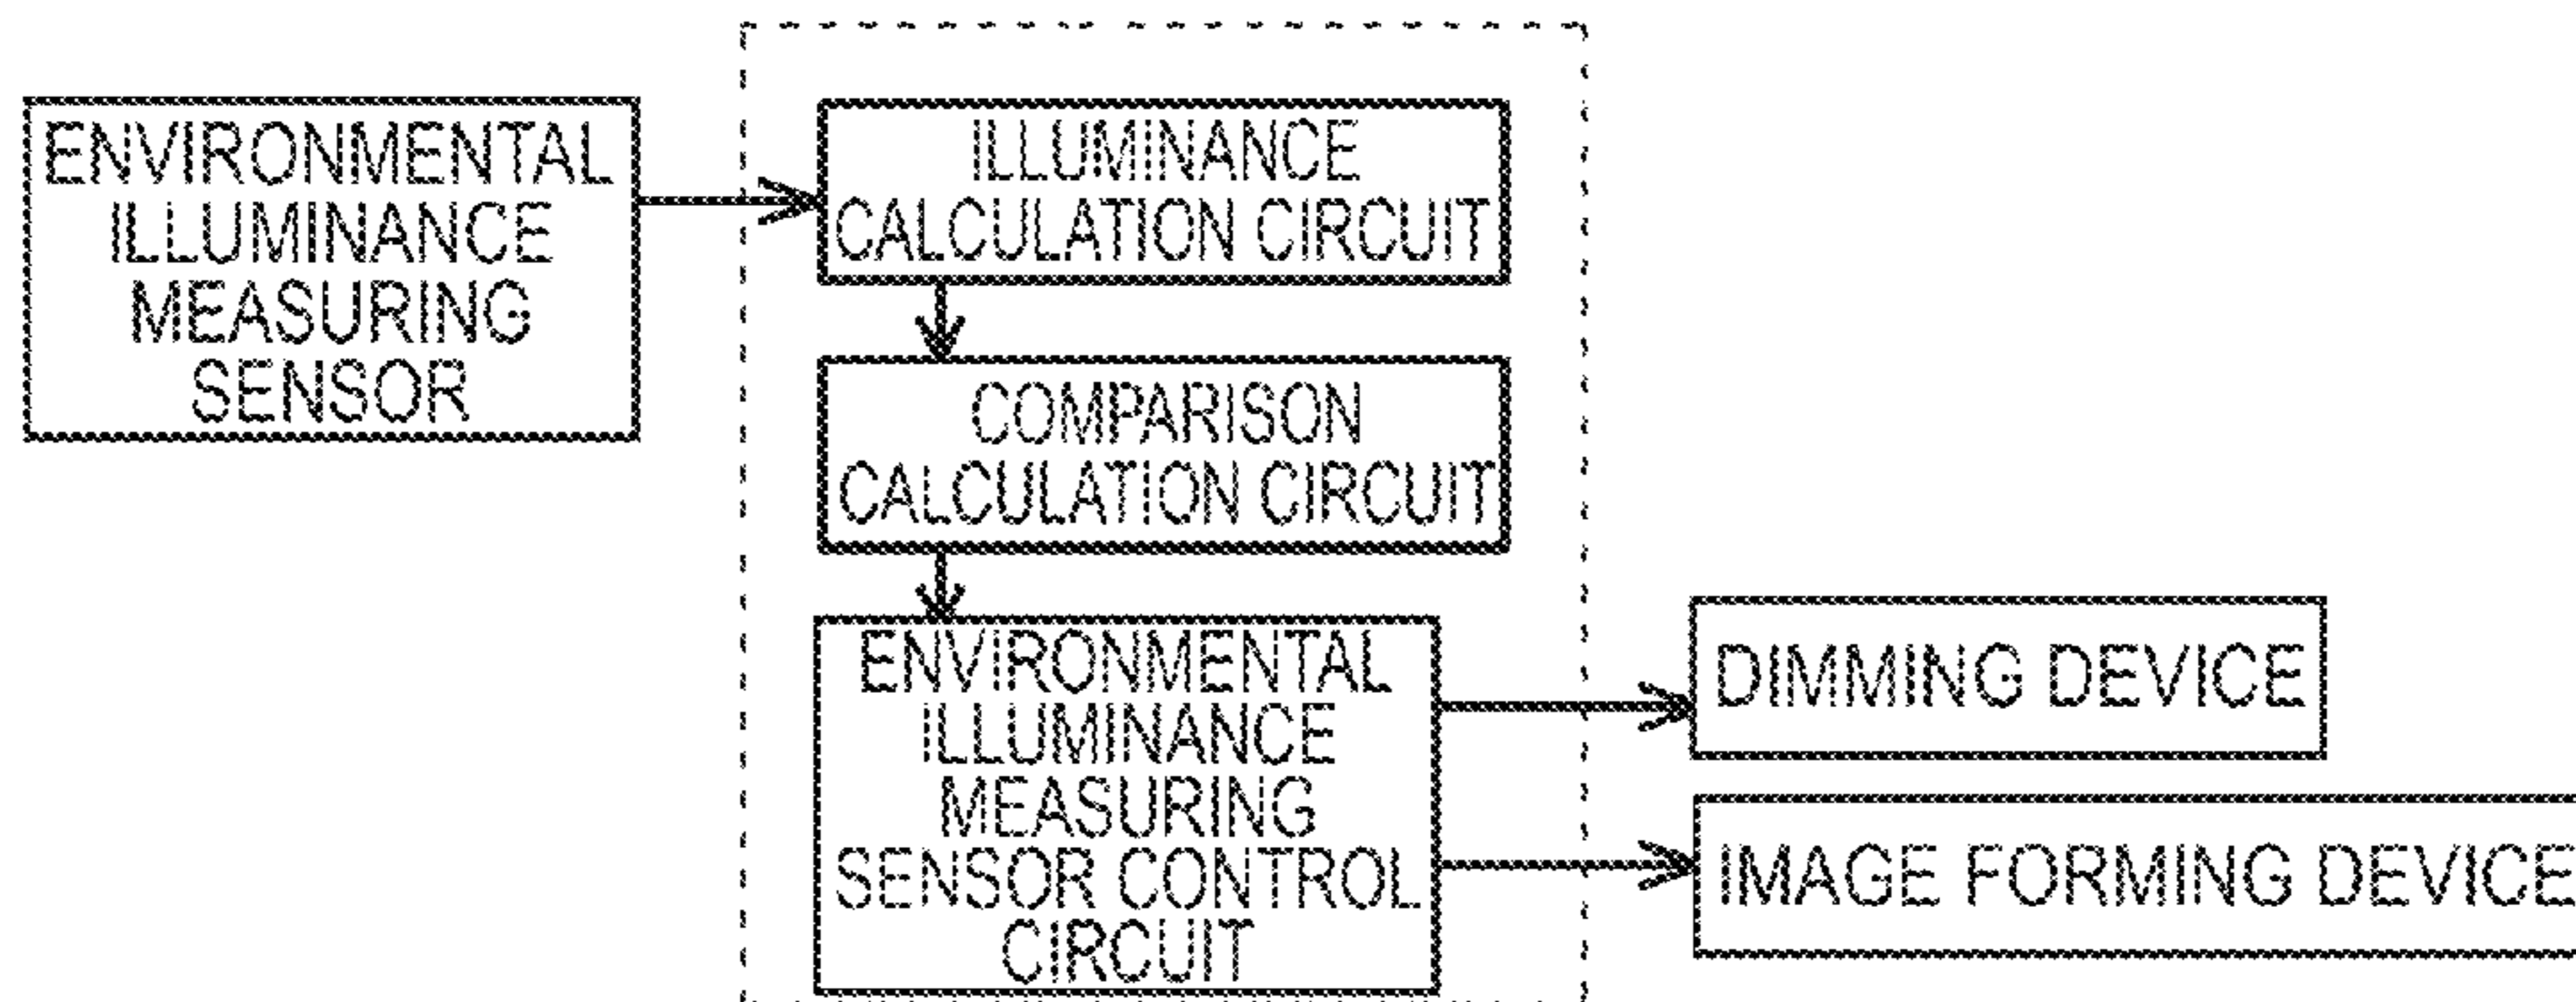 ENVIRONMENTAL
ILLUMINANCE
MEASURING
SENSOR
ILLUMINANCE
CALCULATION CIRCUIT
COMPARISON
CALCULATION CIRCUIT
ENVIRONMENTAL
ILLUMINANCE
MEASURING
SENSOR CONTROL
CIRCUIT
DIMMING DEVICE
IMAGE FORMING DEVICE